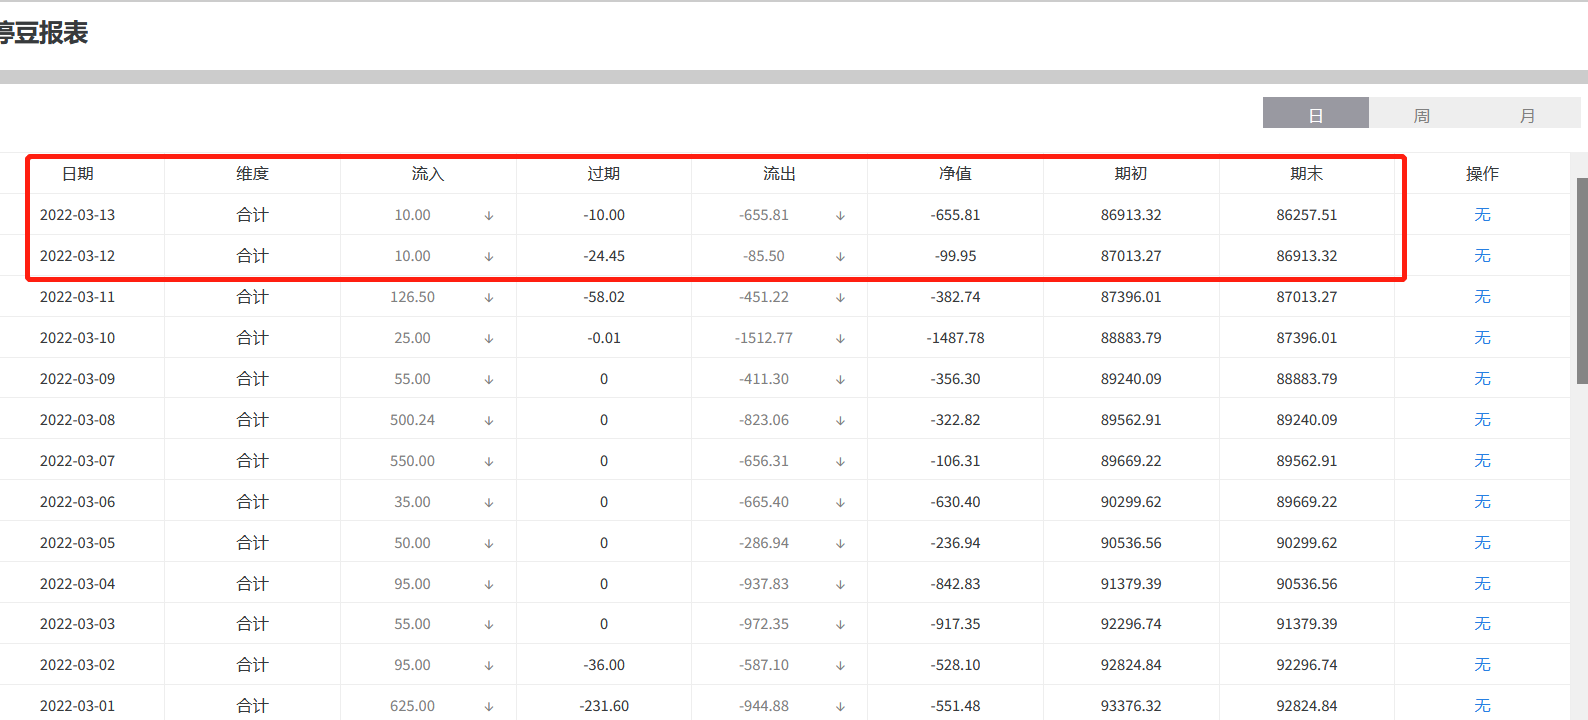 停豆报表
日 周 月
日期 维度 流入 过期 流出 净值 期初 期末 操作
2022-03-13 合计 10.00 ↓ -10.00 -655.81 ↓ -655.81 86913.32 86257.51 无
2022-03-12 合计 10.00 ↓ -24.45 -85.50 ↓ -99.95 87013.27 86913.32 无
2022-03-11 合计 126.50 ↓ -58.02 -451.22 ↓ -382.74 87396.01 87013.27 无
2022-03-10 合计 25.00 ↓ -0.01 -1512.77 ↓ -1487.78 88883.79 87396.01 无
2022-03-09 合计 55.00 ↓ 0 -411.30 ↓ -356.30 89240.09 88883.79 无
2022-03-08 合计 500.24 ↓ 0 -823.06 ↓ -322.82 89562.91 89240.09 无
2022-03-07 合计 550.00 ↓ 0 -656.31 ↓ -106.31 89669.22 89562.91 无
2022-03-06 合计 35.00 ↓ 0 -665.40 ↓ -630.40 90299.62 89669.22 无
2022-03-05 合计 50.00 ↓ 0 -286.94 ↓ -236.94 90536.56 90299.62 无
2022-03-04 合计 95.00 ↓ 0 -937.83 ↓ -842.83 91379.39 90536.56 无
2022-03-03 合计 55.00 ↓ 0 -972.35 ↓ -917.35 92296.74 91379.39 无
2022-03-02 合计 95.00 ↓ -36.00 -587.10 ↓ -528.10 92824.84 92296.74 无
2022-03-01 合计 625.00 ↓ -231.60 -944.88 ↓ -551.48 93376.32 92824.84 无